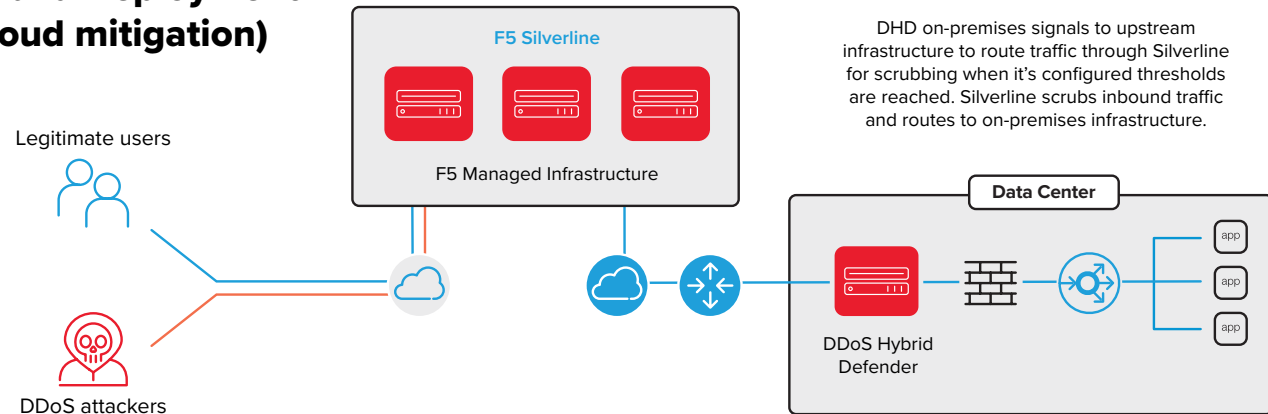 oud mitigation)
F5 Silverline
F5 Managed Infrastructure
DHD on-premises signals to upstream
infrastructure to route traffic through Silverline
for scrubbing when it's configured thresholds
are reached. Silverline scrubs inbound traffic
and routes to on-premises infrastructure.
Legitimate users
DDoS attackers
Data Center
DDoS Hybrid
Defender
app
app
app